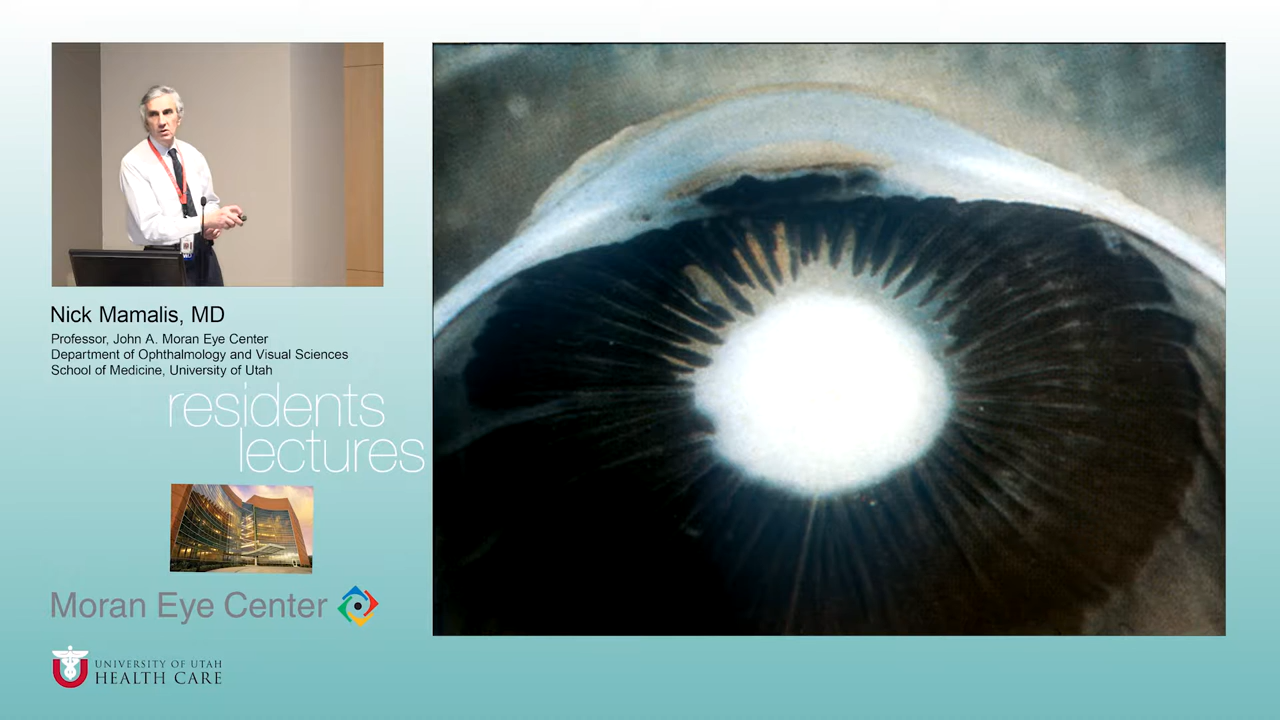 Nick Mamalis, MD
Professor, John A. Moran Eye Center
Department of Ophthalmology and Visual Sciences
School of Medicine, University of Utah
residents
lectures
Moran Eye Center
UNIVERSITY OF UTAH
HEALTH CARE